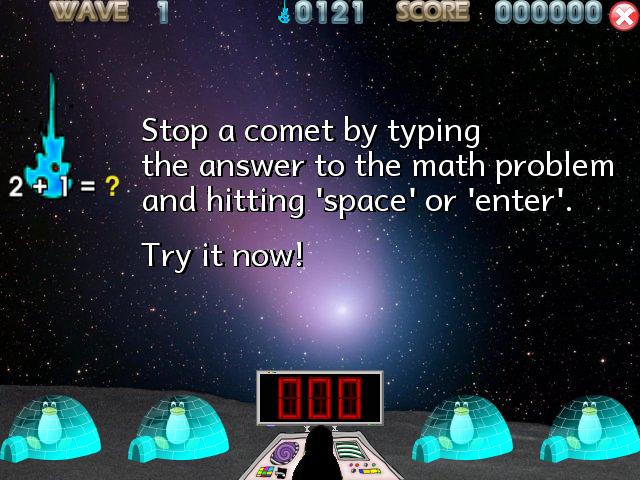 WAVE 1 0121 SCORE 000000
Stop a comet by typing
the answer to the math problem
2 + 1 = ?
and hitting 'space' or 'enter'.
Try it now!
000